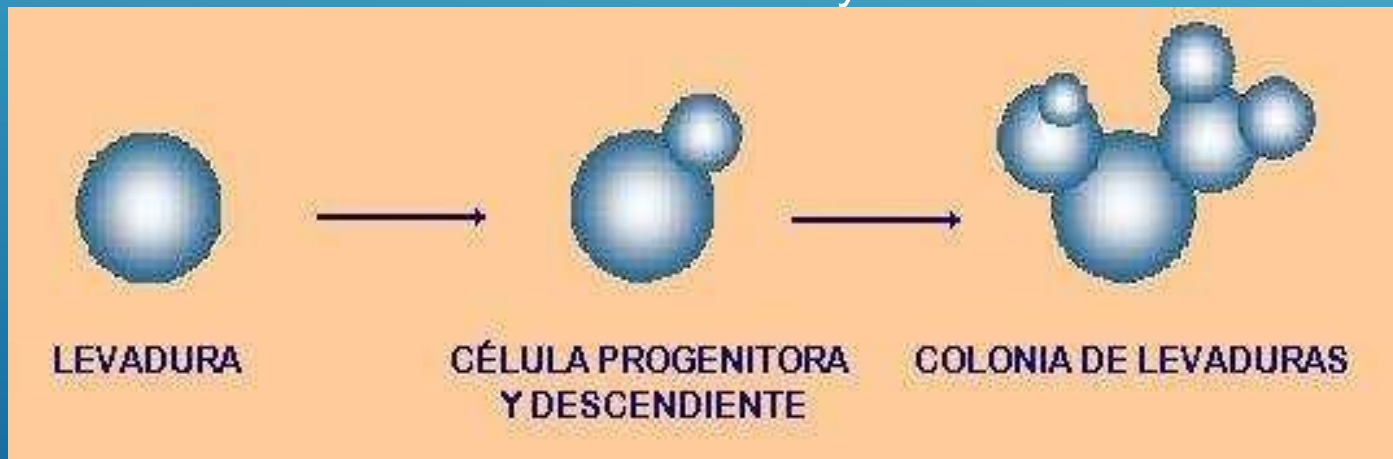 y
LEVADURA
CÉLULA PROGENITORA
Y DESCENDIENTE
COLONIA DE LEVADURAS